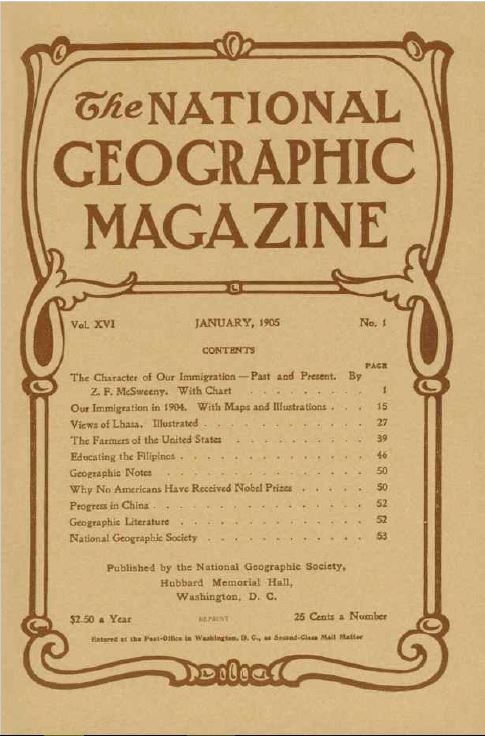 The NATIONAL
GEOGRAPHIC
MAGAZINE
Vol. XVI JANUARY, 1905 No. 1
CONTENTS
PAGE
The Character of Our Immigration — Past and Present. By
Z. F. McSweeny. With Chart . . . . . . . . . 1
Our Immigration in 1904. With Maps and Illustrations . . 15
Views of Lhasa. Illustrated . . . . . . . . . . . 27
The Farmers of the United States . . . . . . . . . 39
Educating the Filipinos . . . . . . . . . . . . . 46
Geographic Notes . . . . . . . . . . . . . . . 50
Why No Americans Have Received Nobel Prizes . . . . . 50
Progress in China . . . . . . . . . . . . . . . 52
Geographic Literature . . . . . . . . . . . . . . 52
National Geographic Society . . . . . . . . . . . 53
Published by the National Geographic Society,
Hubbard Memorial Hall,
Washington, D. C.
$2.50 a Year REPRINT 25 Cents a Number
Entered at the Post-Office in Washington, D. C., as Second-Class Mail Matter